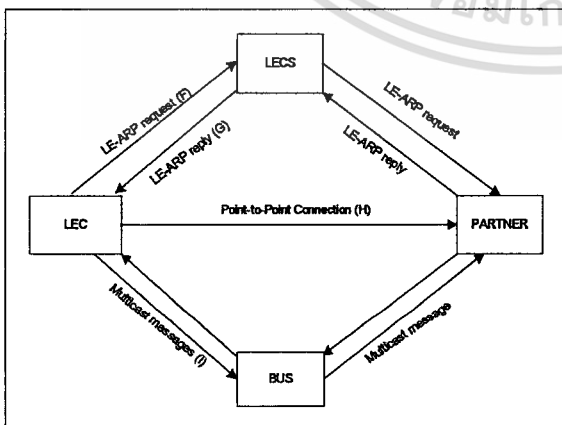 LECS
LE-ARP request (F)
LE-ARP request
LE-ARP reply (G)
LE-ARP reply
LEC
Point-to-Point Connection (H)
PARTNER
Multicast messages (I)
Multicast message
BUS